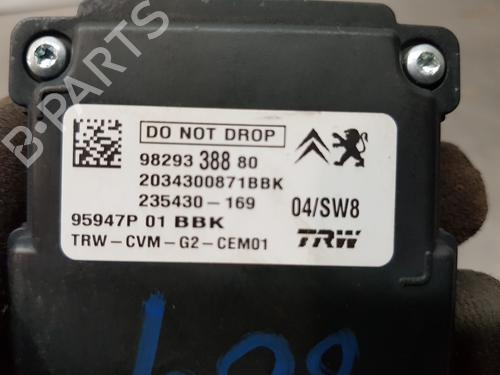 B-PARTS
DO NOT DROP
98293 388 80
2034300871BBK
235430-169
04/SW8
95947P 01 BBK
TRW-CVM-G2-CEM01
TRW